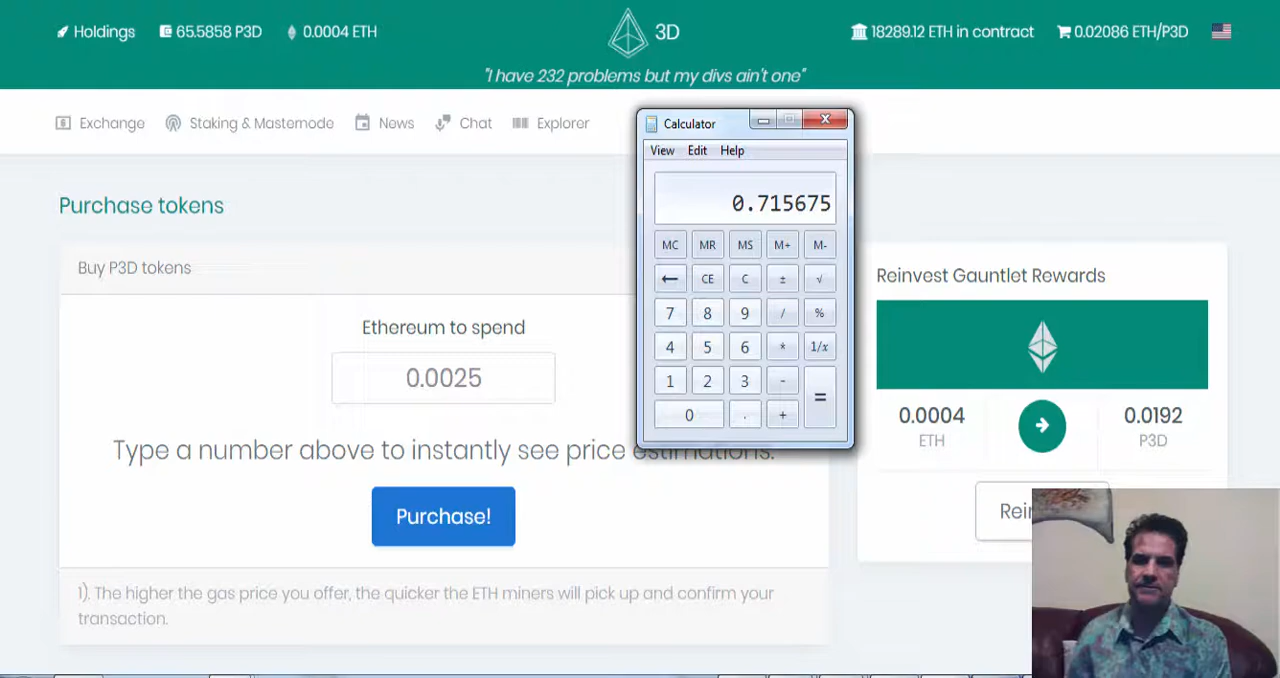 Holdings 65.5858 P3D 0.0004 ETH 3D 18289.12 ETH in contract 0.02086 ETH/P3D
"I have 232 problems but my divs ain't one"
Exchange Staking & Mastemode News Chat Explorer
Purchase tokens
Buy P3D tokens
Ethereum to spend
0.0025
Type a number above to instantly see price estimations.
Purchase!
1). The higher the gas price you offer, the quicker the ETH miners will pick up and confirm your
transaction.
Calculator
View Edit Help
0.715675
MC MR MS M+ M-
← CE C ± √
7 8 9 / %
4 5 6 * 1/x
1 2 3 - =
0 . +
Reinvest Gauntlet Rewards
0.0004 0.0192
ETH P3D
Rei